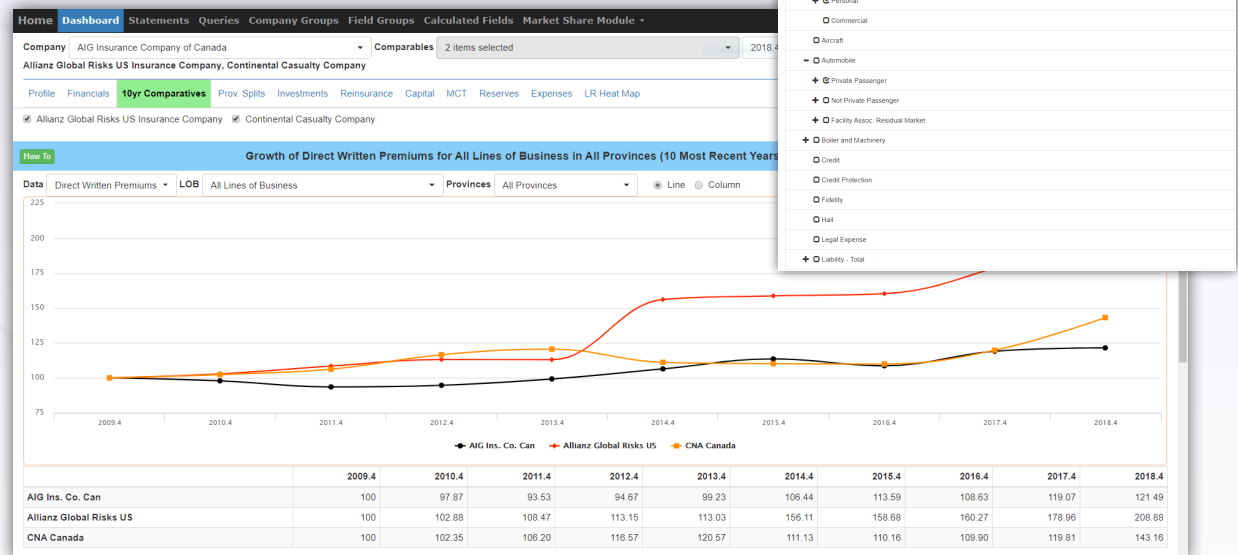 Home Dashboard Statements Queries Company Groups Field Groups Calculated Fields Market Share Module
Company AIG Insurance Company of Canada Comparables 2 items selected 2018.4
Allianz Global Risks US Insurance Company, Continental Casualty Company
Profile Financials 10yr Comparatives Prov. Splits Investments Reinsurance Capital MCT Reserves Expenses LR Heat Map
Allianz Global Risks US Insurance Company Continental Casualty Company
How To Growth of Direct Written Premiums for All Lines of Business in All Provinces (10 Most Recent Years
Data Direct Written Premiums LOB All Lines of Business Provinces All Provinces Line Column
225
200
175
150
125
100
75
2009.4 2010.4 2011.4 2012.4 2013.4 2014.4 2015.4 2016.4 2017.4 2018.4
AIG Ins. Co. Can Allianz Global Risks US CNA Canada
2009.4 2010.4 2011.4 2012.4 2013.4 2014.4 2015.4 2016.4 2017.4 2018.4
AIG Ins. Co. Can 100 97.87 93.53 94.67 99.23 106.44 113.59 108.63 119.07 121.49
Allianz Global Risks US 100 102.88 108.47 113.15 113.03 156.11 158.68 160.27 178.96 208.88
CNA Canada 100 102.35 106.20 116.57 120.57 111.13 110.16 109.90 119.81 143.16
Personal
Commercial
Aircraft
Automobile
Private Passenger
Not Private Passenger
Facility Assoc. Residual Market
Boiler and Machinery
Credit
Credit Protection
Fidelity
Hail
Legal Expense
Liability - Total